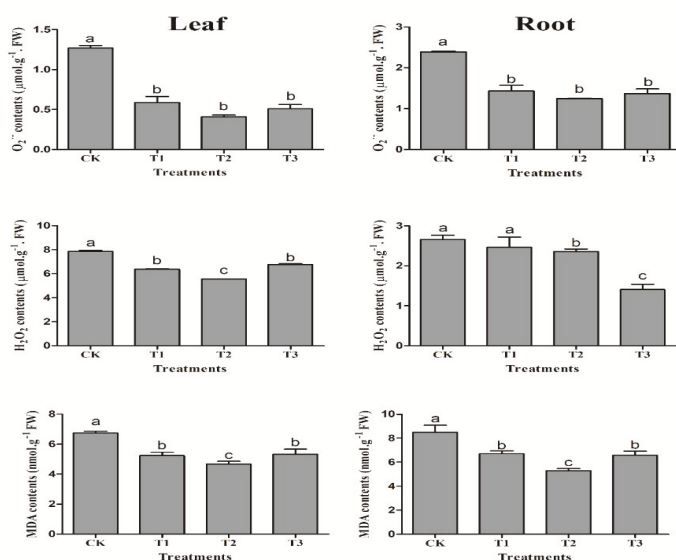 Leaf
Root
O₂˙⁻ contents (μmol.g⁻¹. FW)
1.5
1.0
0.5
0.0
a
b
b
b
CK
T1
T2
T3
Treatments
O₂˙⁻ contents (μmol.g⁻¹. FW)
3
2
1
0
a
b
b
b
CK
T1
T2
T3
Treatments
H₂O₂ contents (μmol.g⁻¹. FW)
10
8
6
4
2
0
a
b
c
b
CK
T1
T2
T3
Treatments
H₂O₂ contents (μmol.g⁻¹. FW)
3
2
1
0
a
a
b
c
CK
T1
T2
T3
Treatments
MDA contents (nmol.g⁻¹ FW)
8
6
4
2
0
a
b
c
b
CK
T1
T2
T3
Treatments
MDA contents (nmol.g⁻¹ FW)
10
8
6
4
2
0
a
b
c
b
CK
T1
T2
T3
Treatments